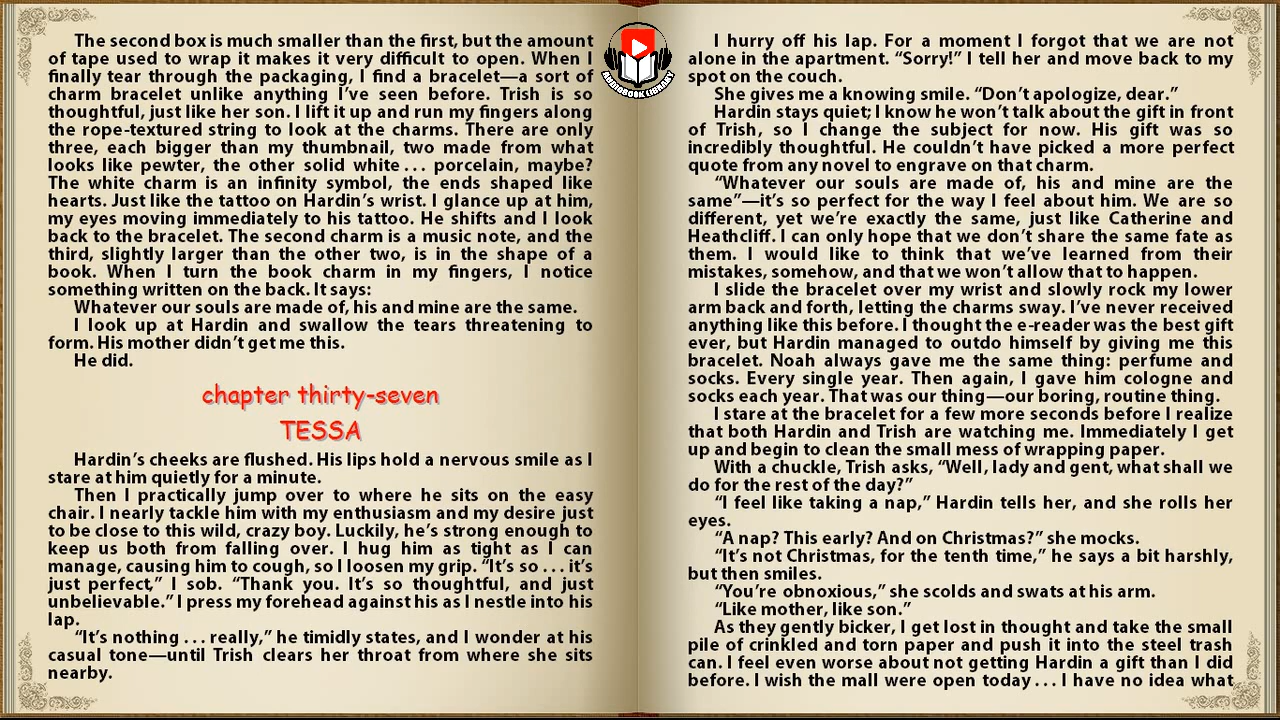 The second box is much smaller than the first, but the amount
of tape used to wrap it makes it very difficult to open. When I
finally tear through the packaging, I find a bracelet—a sort of
charm bracelet unlike anything I’ve seen before. Trish is so
thoughtful, just like her son. I lift it up and run my fingers along
the rope-textured string to look at the charms. There are only
three, each bigger than my thumbnail, two made from what
looks like pewter, the other solid white . . . porcelain, maybe?
The white charm is an infinity symbol, the ends shaped like
hearts. Just like the tattoo on Hardin’s wrist. I glance up at him,
my eyes moving immediately to his tattoo. He shifts and I look
back to the bracelet. The second charm is a music note, and the
third, slightly larger than the other two, is in the shape of a
book. When I turn the book charm in my fingers, I notice
something written on the back. It says:
Whatever our souls are made of, his and mine are the same.
I look up at Hardin and swallow the tears threatening to
form. His mother didn’t get me this.
He did.
chapter thirty-seven
TESSA
Hardin’s cheeks are flushed. His lips hold a nervous smile as I
stare at him quietly for a minute.
Then I practically jump over to where he sits on the easy
chair. I nearly tackle him with my enthusiasm and my desire just
to be close to this wild, crazy boy. Luckily, he’s strong enough to
keep us both from falling over. I hug him as tight as I can
manage, causing him to cough, so I loosen my grip. “It’s so . . . it’s
just perfect,” I sob. “Thank you. It’s so thoughtful, and just
unbelievable.” I press my forehead against his as I nestle into his
lap.
“It’s nothing . . . really,” he timidly states, and I wonder at his
casual tone—until Trish clears her throat from where she sits
nearby.
AUDIOBOOK LIBRARY
I hurry off his lap. For a moment I forgot that we are not
alone in the apartment. “Sorry!” I tell her and move back to my
spot on the couch.
She gives me a knowing smile. “Don’t apologize, dear.”
Hardin stays quiet; I know he won’t talk about the gift in front
of Trish, so I change the subject for now. His gift was so
incredibly thoughtful. He couldn’t have picked a more perfect
quote from any novel to engrave on that charm.
“Whatever our souls are made of, his and mine are the
same”—it’s so perfect for the way I feel about him. We are so
different, yet we’re exactly the same, just like Catherine and
Heathcliff. I can only hope that we don’t share the same fate as
them. I would like to think that we’ve learned from their
mistakes, somehow, and that we won’t allow that to happen.
I slide the bracelet over my wrist and slowly rock my lower
arm back and forth, letting the charms sway. I’ve never received
anything like this before. I thought the e-reader was the best gift
ever, but Hardin managed to outdo himself by giving me this
bracelet. Noah always gave me the same thing: perfume and
socks. Every single year. Then again, I gave him cologne and
socks each year. That was our thing—our boring, routine thing.
I stare at the bracelet for a few more seconds before I realize
that both Hardin and Trish are watching me. Immediately I get
up and begin to clean the small mess of wrapping paper.
With a chuckle, Trish asks, “Well, lady and gent, what shall we
do for the rest of the day?”
“I feel like taking a nap,” Hardin tells her, and she rolls her
eyes.
“A nap? This early? And on Christmas?” she mocks.
“It’s not Christmas, for the tenth time,” he says a bit harshly,
but then smiles.
“You’re obnoxious,” she scolds and swats at his arm.
“Like mother, like son.”
As they gently bicker, I get lost in thought and take the small
pile of crinkled and torn paper and push it into the steel trash
can. I feel even worse about not getting Hardin a gift than I did
before. I wish the mall were open today . . . I have no idea what